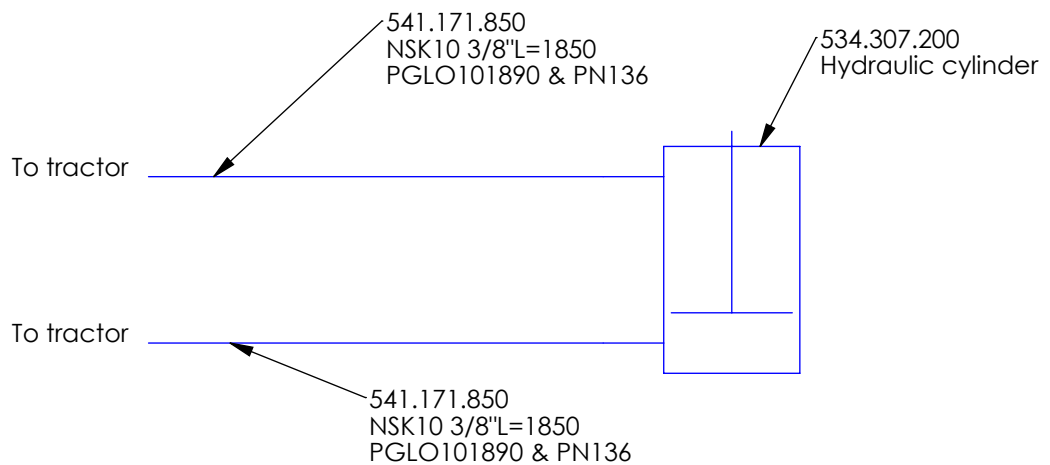 541.171.850
NSK10 3/8"L=1850
PGLO101890 & PN136
534.307.200
Hydraulic cylinder
To tractor
To tractor
541.171.850
NSK10 3/8"L=1850
PGLO101890 & PN136